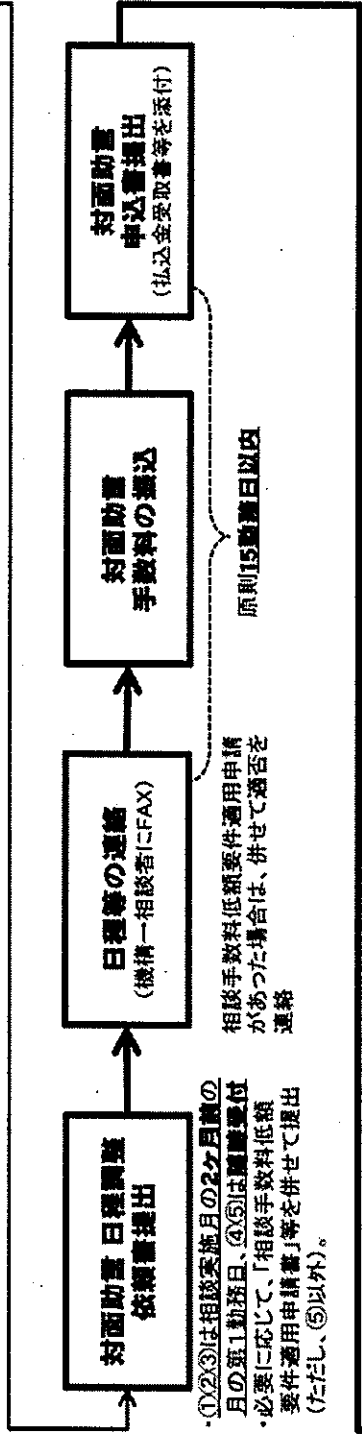 対面助言 日程調整
依頼書提出
・①②③は相談実施月の2ヶ月前の
月の第1勤務日、④⑤は随時受付
・必要に応じて、「相談手数料低額
要件適用申請書」等を併せて提出
(ただし、⑤以外)。
日程等の連絡
(機構→相談者にFAX)
相談手数料低額要件適用申請
があった場合は、併せて適否を
連絡
対面助言
手数料の振込
原則15勤務日以内
対面助言
申込書提出
(払込金受取書等を添付)